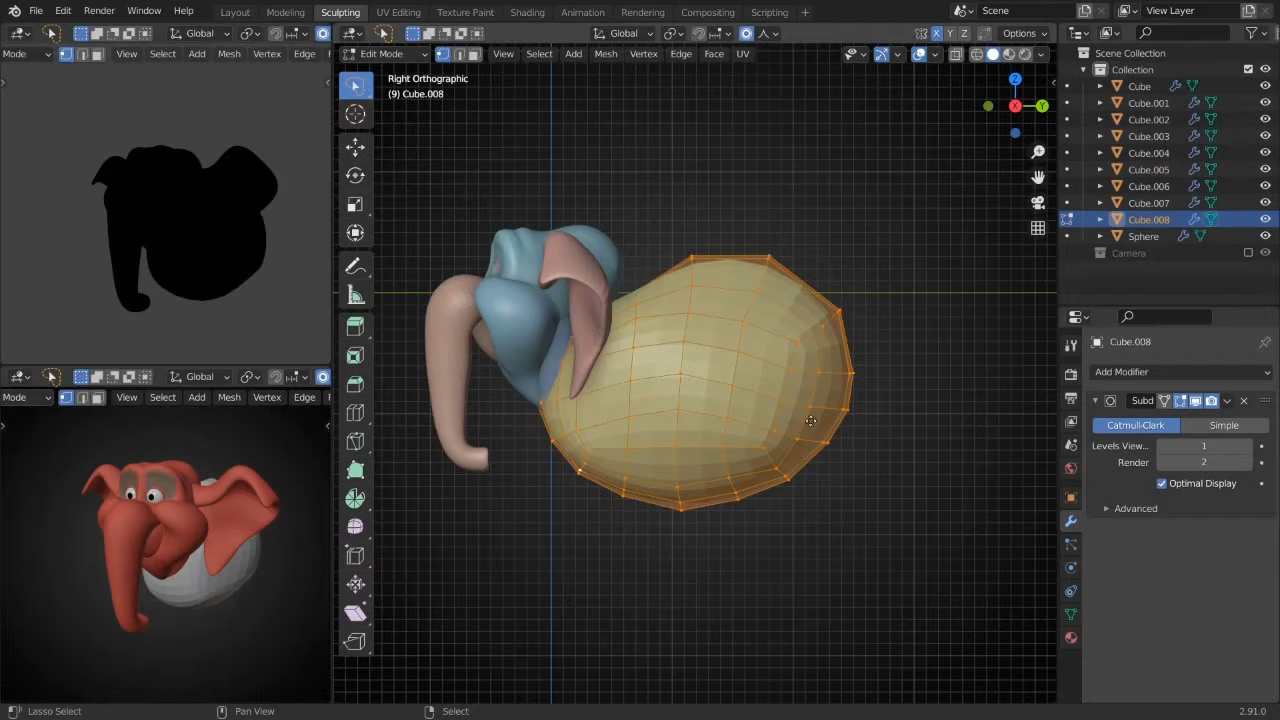 File Edit Render Window Help Layout Modeling Sculpting UV Editing Texture Paint Shading Animation Rendering Compositing Scripting + Scene View Layer
Global Global Options
Mode View Select Add Mesh Vertex Edge Edit Mode View Select Add Mesh Vertex Edge Face UV
X Y Z
Right Orthographic
(9) Cube.008
Z
X Y
Scene Collection
Collection
Cube
Cube.001
Cube.002
Cube.003
Cube.004
Cube.005
Cube.006
Cube.007
Cube.008
Sphere
Camera
Cube.008
Add Modifier
Subd
Catmull-Clark Simple
Levels View... 1
Render 2
Optimal Display
Advanced
Global
Mode View Select Add Mesh Vertex Edge
Lasso Select Pan View Select 2.91.0